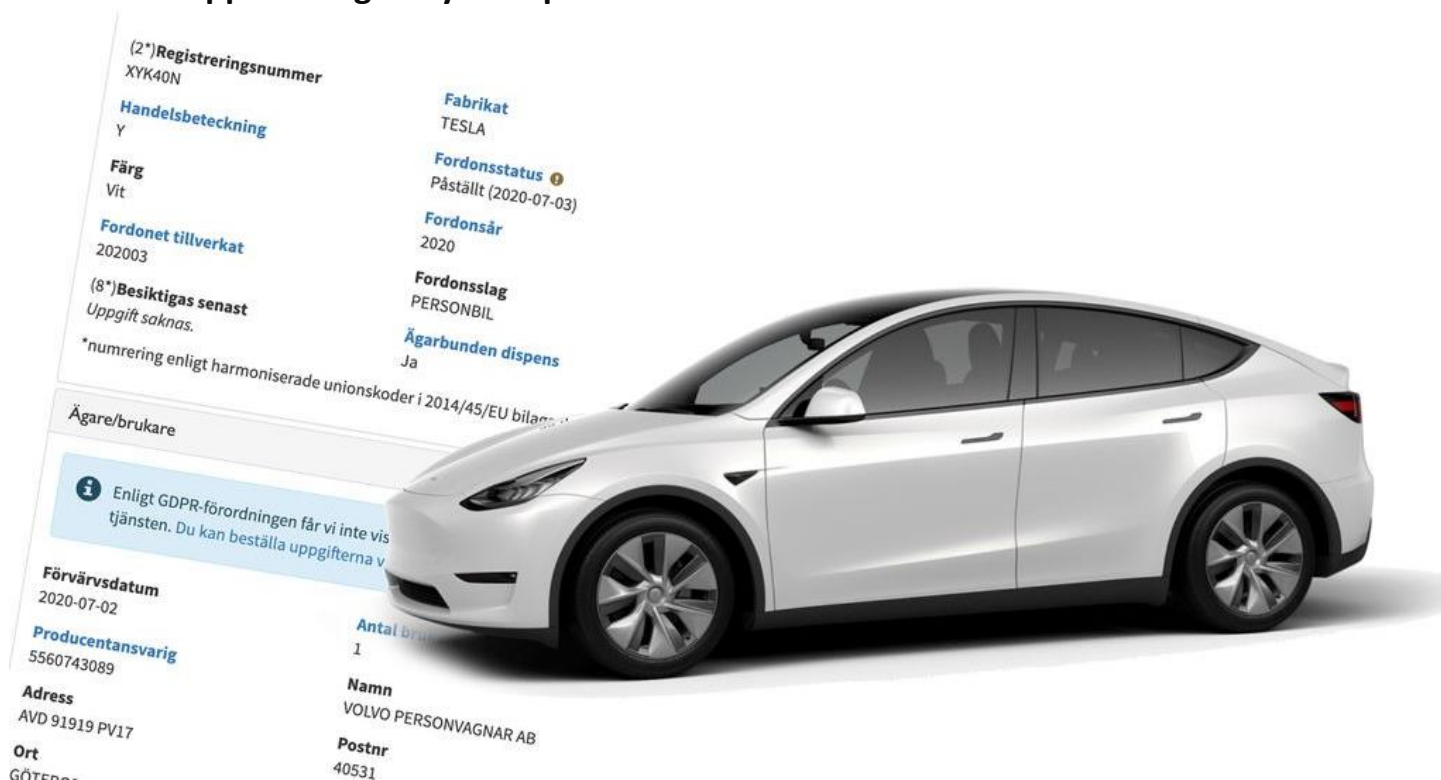 (2*)Registreringsnummer
XYK40N
Fabrikat
TESLA
Handelsbeteckning
Y
Fordonsstatus
Påställt (2020-07-03)
Färg
Vit
Fordonsår
2020
Fordonet tillverkat
202003
Fordonsslag
PERSONBIL
(8*)Besiktigas senast
Uppgift saknas.
Ägarbunden dispens
Ja
*numrering enligt harmoniserade unionskoder i 2014/45/EU
Ägare/brukare
Enligt GDPR-förordningen får vi inte
tjänsten. Du kan beställa uppgifterna
Förvärvsdatum
2020-07-02
Antal
1
Producentansvarig
5560743089
Namn
VOLVO PERSONVAGNAR AB
Adress
AVD 91919 PV17
Postnr
40531
Ort